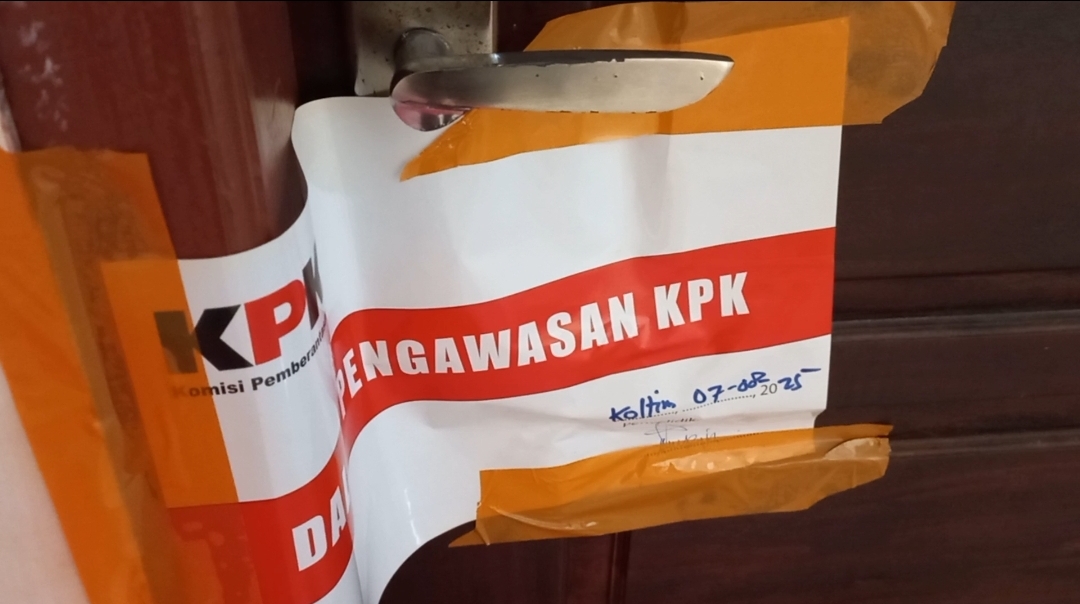 KPK
Komisi Pemberan
DA PENGAWASAN KPK
Koltim 07-08 2025